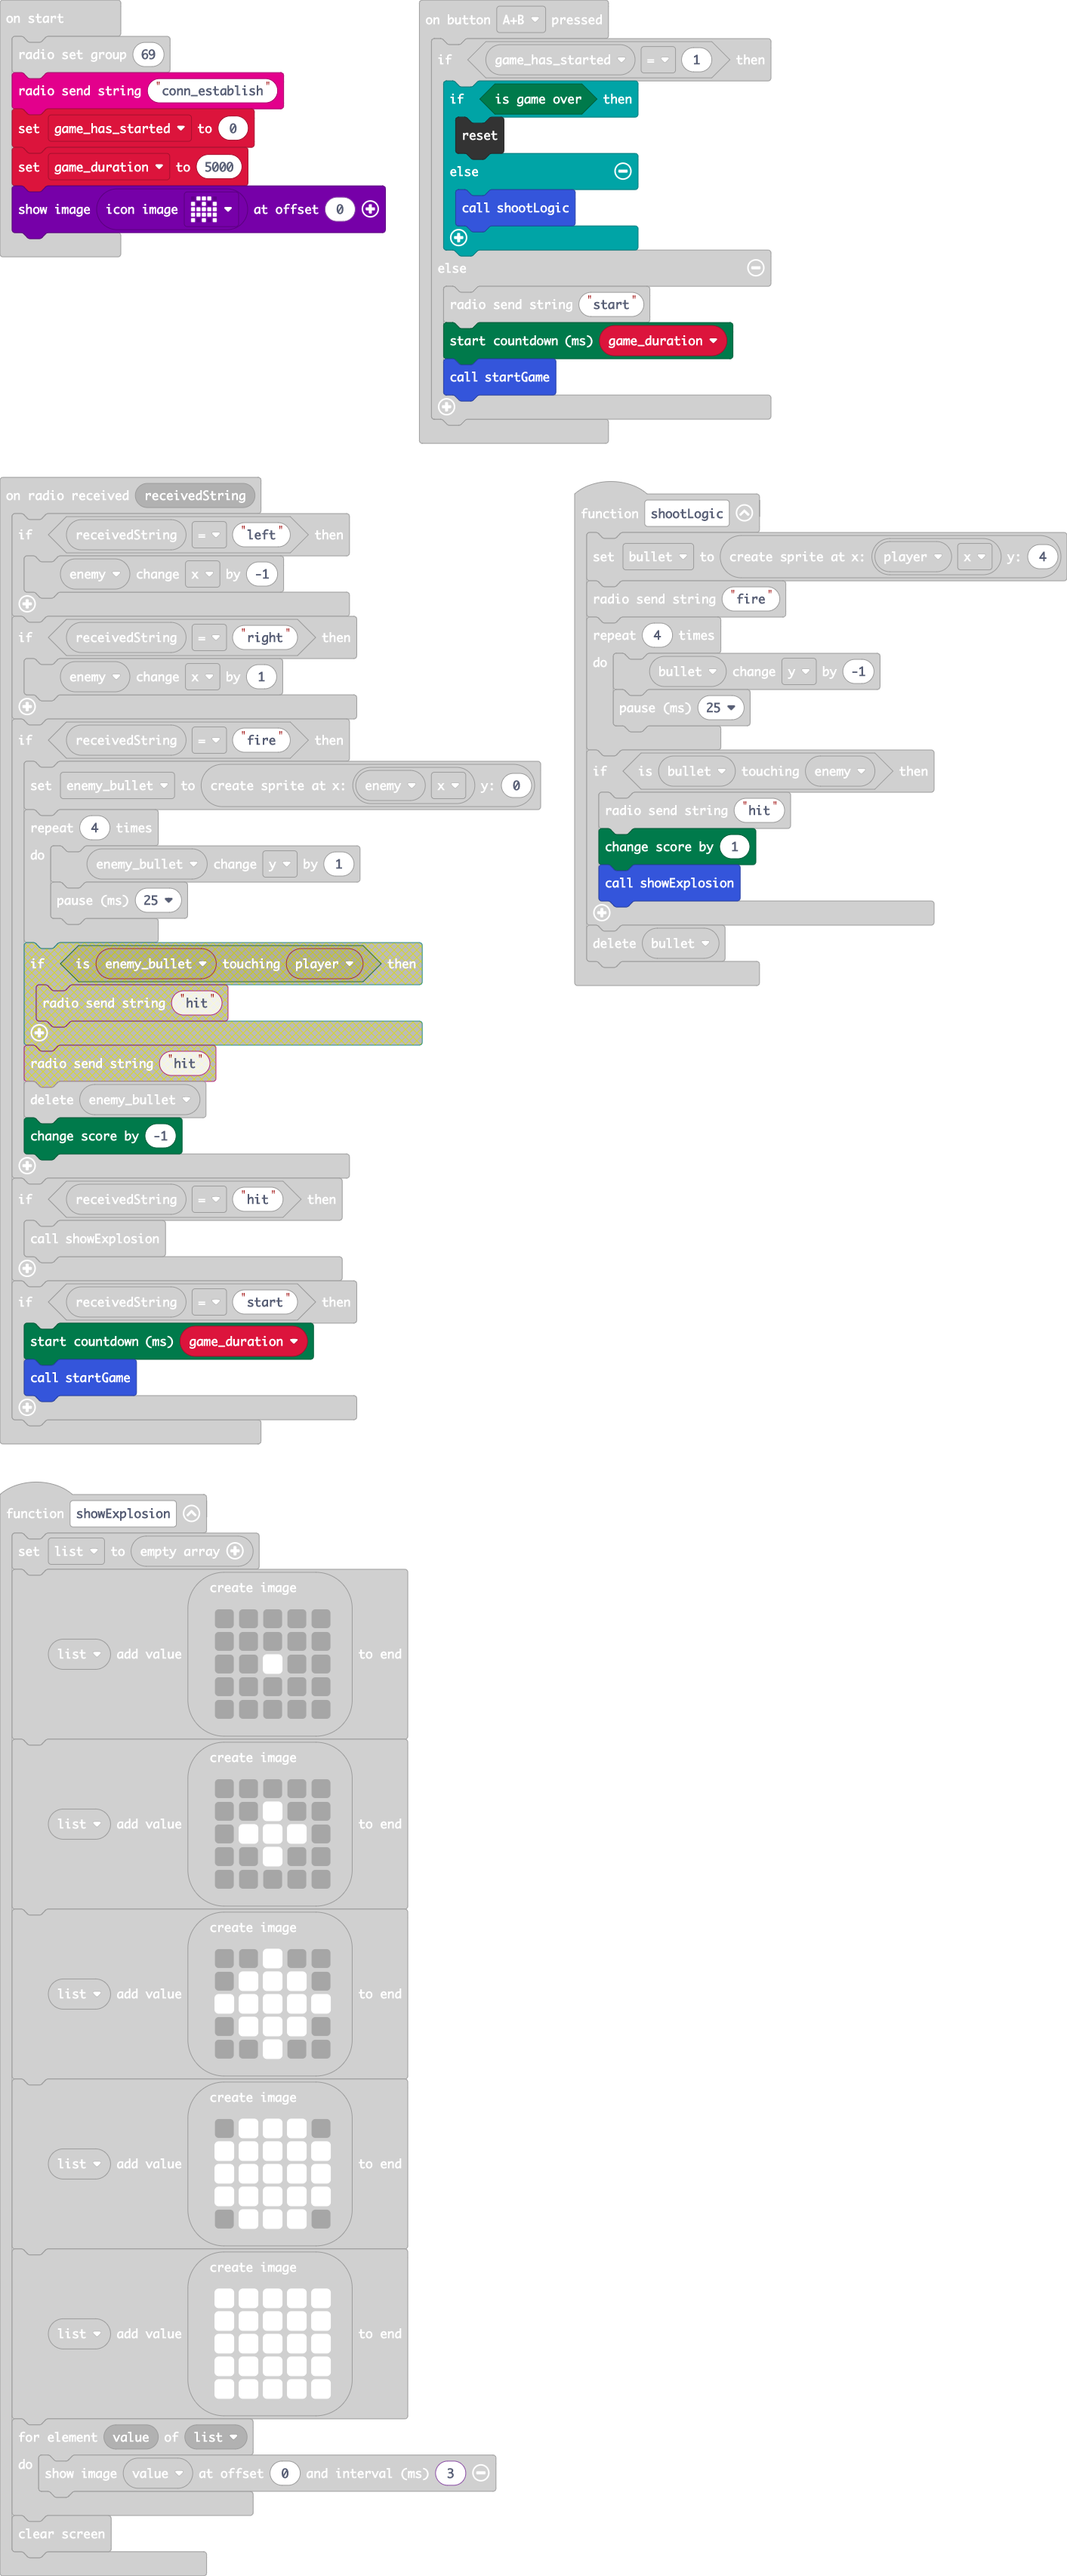 on start
radio set group 69
radio send string "conn_establish"
set game_has_started to 0
set game_duration to 5000
show image icon image at offset 0
on button A+B pressed
if game_has_started = 1 then
if is game over then
reset
else
call shootLogic
else
radio send string "start"
start countdown (ms) game_duration
call startGame
on radio received receivedString
if receivedString = "left" then
enemy change x by -1
if receivedString = "right" then
enemy change x by 1
if receivedString = "fire" then
set enemy_bullet to create sprite at x: enemy x y: 0
repeat 4 times
do enemy_bullet change y by 1
pause (ms) 25
if is enemy_bullet touching player then
radio send string "hit"
radio send string "hit"
delete enemy_bullet
change score by -1
if receivedString = "hit" then
call showExplosion
if receivedString = "start" then
start countdown (ms) game_duration
call startGame
function shootLogic
set bullet to create sprite at x: player x y: 4
radio send string "fire"
repeat 4 times
do bullet change y by -1
pause (ms) 25
if is bullet touching enemy then
radio send string "hit"
change score by 1
call showExplosion
delete bullet
function showExplosion
set list to empty array
create image
list add value to end
create image
list add value to end
create image
list add value to end
create image
list add value to end
create image
list add value to end
for element value of list
do show image value at offset 0 and interval (ms) 3
clear screen